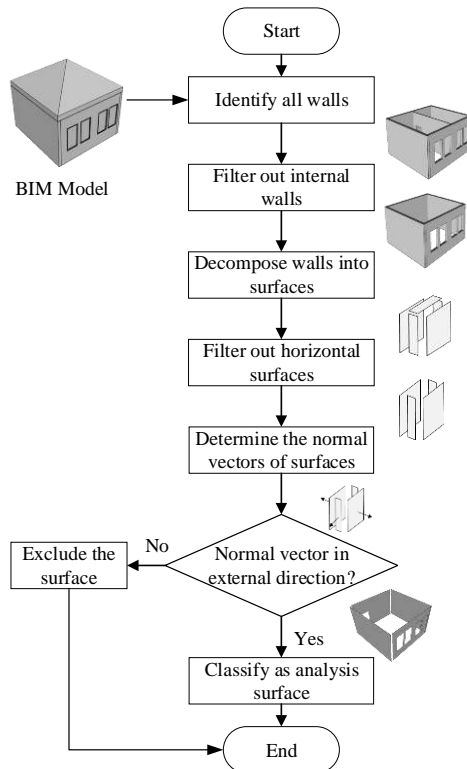 Start
Identify all walls
BIM Model
Filter out internal
walls
Decompose walls into
surfaces
Filter out horizontal
surfaces
Determine the normal
vectors of surfaces
No
Exclude the
surface
Normal vector in
external direction?
Yes
Classify as analysis
surface
End